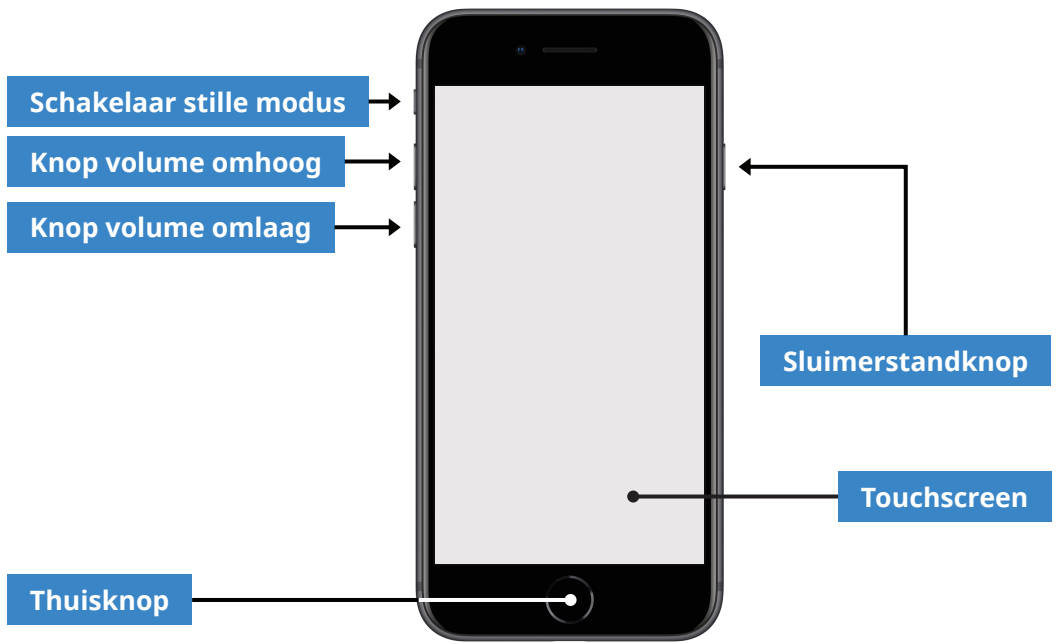 Schakelaar stille modus
Knop volume omhoog
Knop volume omlaag
Sluimerstandknop
Touchscreen
Thuisknop